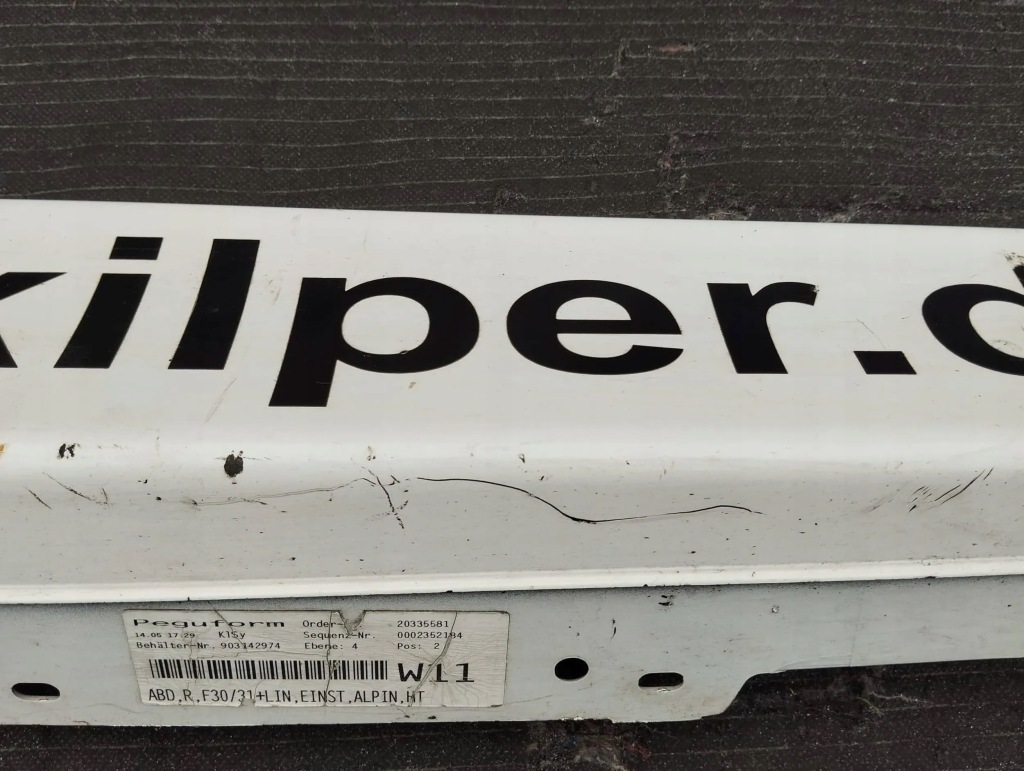 kilper.d
Peguform Order- 20335581
14.05 17:29 KlSy Sequenz-Nr. 0002352184
Behälter-Nr. 903142974 Ebene: 4 Pos: 2
W11
ABD,R,F30/31+LIN,EINST,ALPIN,HT